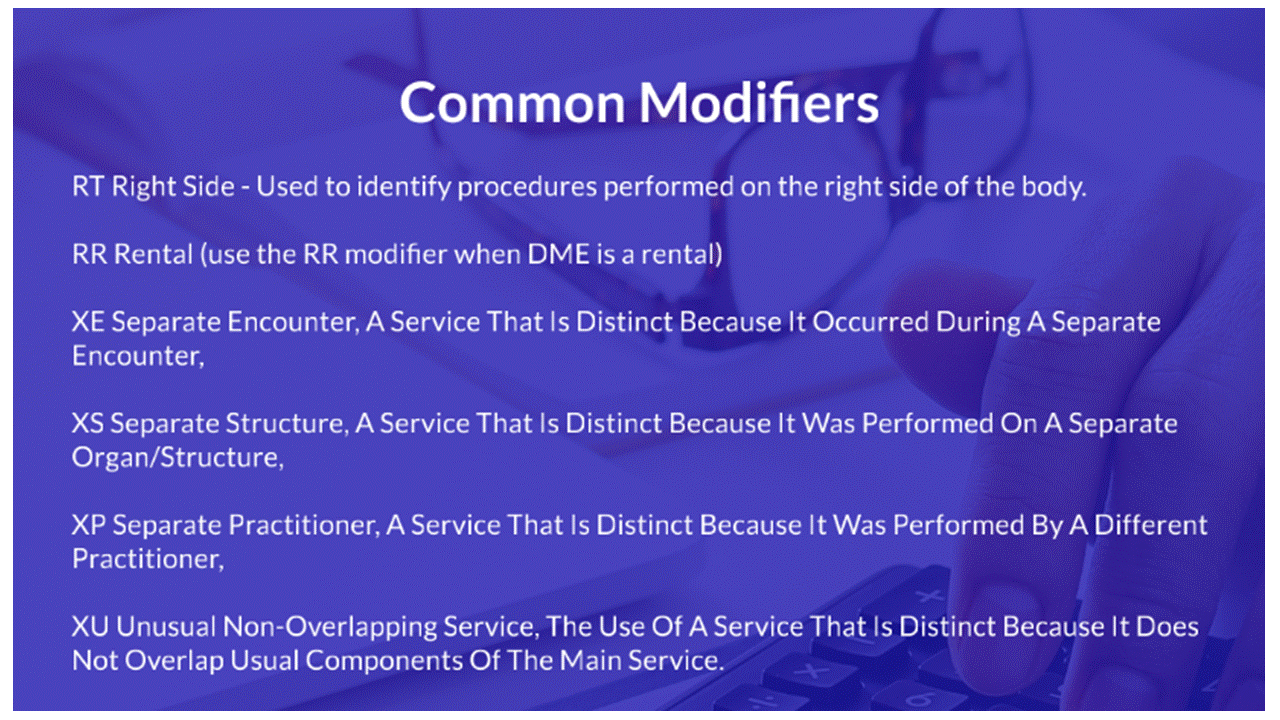 Common Modifiers
RT Right Side - Used to identify procedures performed on the right side of the body.
RR Rental (use the RR modifier when DME is a rental)
XE Separate Encounter, A Service That Is Distinct Because It Occurred During A Separate
Encounter,
XS Separate Structure, A Service That Is Distinct Because It Was Performed On A Separate
Organ/Structure,
XP Separate Practitioner, A Service That Is Distinct Because It Was Performed By A Different
Practitioner,
XU Unusual Non-Overlapping Service, The Use Of A Service That Is Distinct Because It Does
Not Overlap Usual Components Of The Main Service.